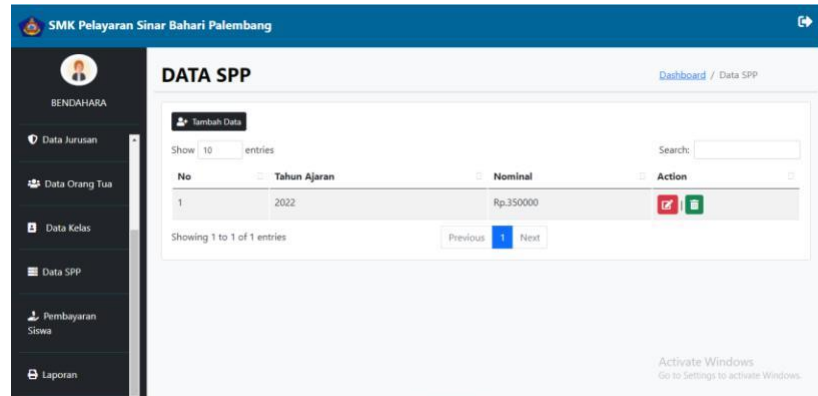 SMK Pelayaran Sinar Bahari Palembang
BENDAHARA
Data Jurusan
Data Orang Tua
Data Kelas
Data SPP
Pembayaran
Siswa
Laporan
DATA SPP
Dashboard / Data SPP
Tambah Data
Show 10 entries
Search:
No Tahun Ajaran Nominal Action
1 2022 Rp.350000 |
Showing 1 to 1 of 1 entries
Previous 1 Next
Activate Windows
Go to Settings to activate Windows.